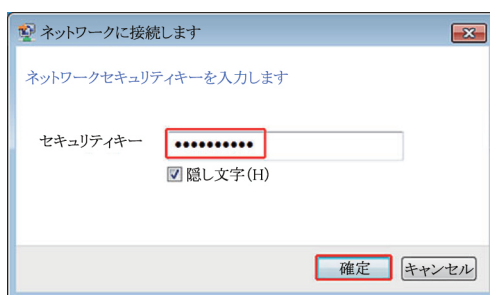 ネットワークに接続します
ネットワークセキュリティキーを入力します
セキュリティキー ●●●●●●●●●●
隠し文字(H)
確定 キャンセル